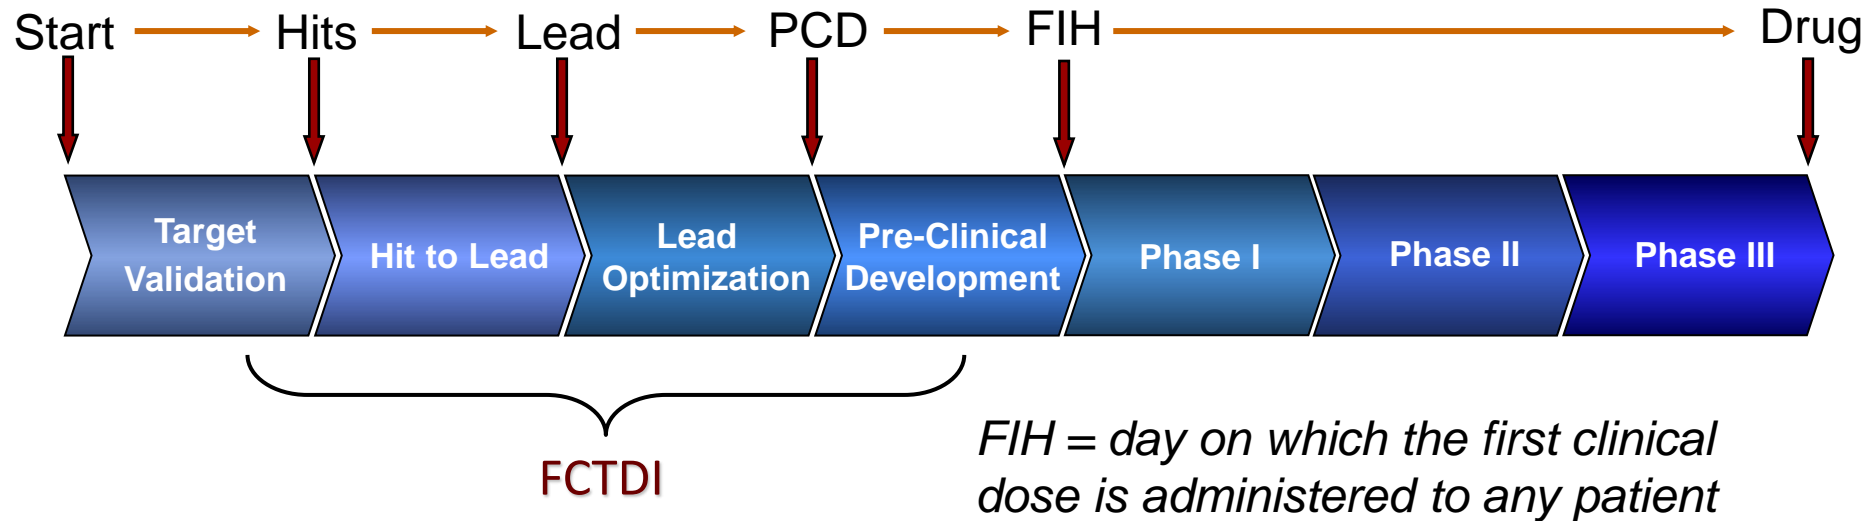 Start Hits Lead PCD FIH Drug
Target
Validation
Hit to Lead
Lead
Optimization
Pre-Clinical
Development
Phase I
Phase II
Phase III
FCTDI
FIH = day on which the first clinical
dose is administered to any patient